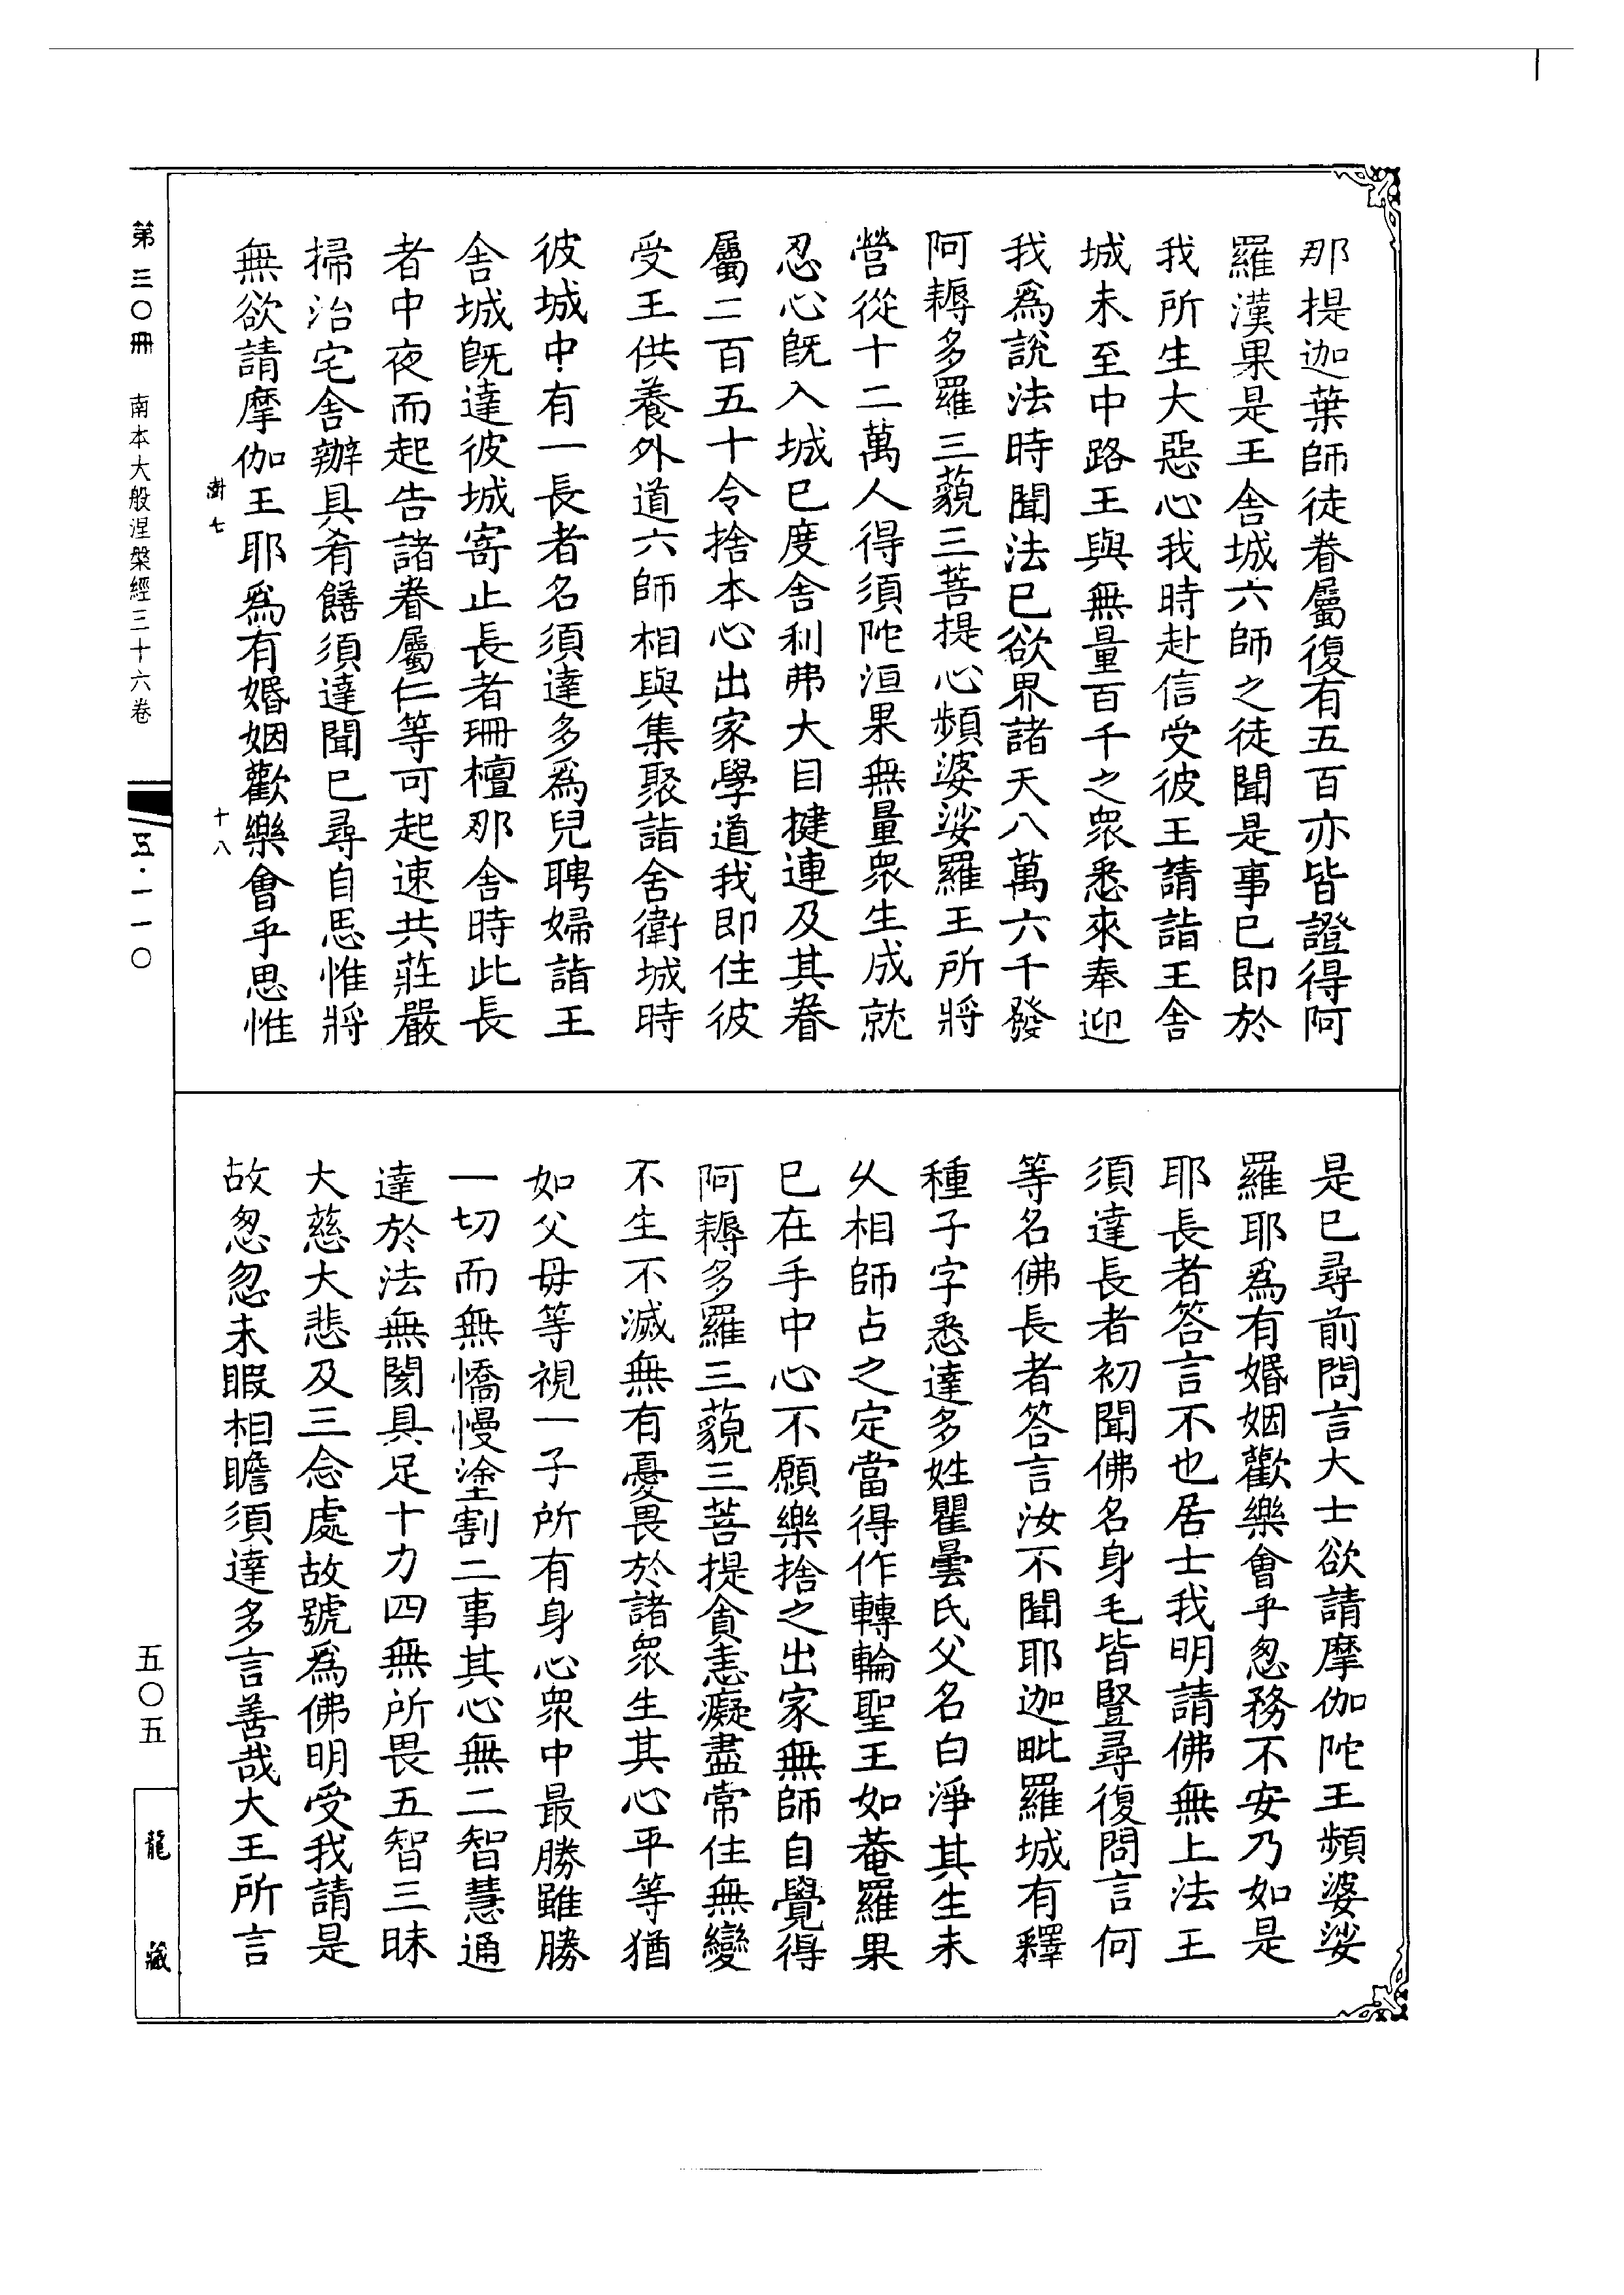 那提迦葉師徒眷屬復有五百亦皆證得阿
羅漢果是王舍城六師之徒聞是事已即於
我所生大惡心我時赴信受彼王請詣王舍
城未至中路王與無量百千之衆悉來奉迎
我爲說法時聞法已欲界諸天八萬六千發
阿耨多羅三藐三菩提心頻婆娑羅王所將
營從十二萬人得須陀洹果無量衆生成就
忍心旣入城已度舍利弗大目揵連及其眷
屬二百五十令捨本心出家學道我即住彼
受王供養外道六師相與集聚詣舍衛城時
彼城中有一長者名須達多爲兒聘婦詣王
舍城旣達彼城寄止長者珊檀那舍時此長
者中夜而起告諸眷屬仁等可起速共莊嚴
掃治宅舍辦具肴饍須達聞已尋自思惟將
無欲請摩伽王耶爲有婚姻歡樂會乎思惟
是已尋前問言大士欲請摩伽陀王頻婆娑
羅耶爲有婚姻歡樂會乎怱務不安乃如是
耶長者答言不也居士我明請佛無上法王
須達長者初聞佛名身毛皆豎尋復問言何
等名佛長者答言汝不聞耶迦毗羅城有釋
種子字悉達多姓瞿曇氏父名白淨其生未
久相師占之定當得作轉輪聖王如菴羅果
已在手中心不願樂捨之出家無師自覺得
阿耨多羅三藐三菩提貪恚癡盡常住無變
不生不滅無有憂畏於諸衆生其心平等猶
如父母等視一子所有身心衆中最勝雖勝
一切而無憍慢塗割二事其心無二智慧通
達於法無閡具足十力四無所畏五智三昧
大慈大悲及三念處故號爲佛明受我請是
故怱怱未暇相瞻須達多言善哉大王所言
澍七
十八
第三〇冊
南本大般涅槃經三十六卷
五·一一〇
五〇五
龍藏